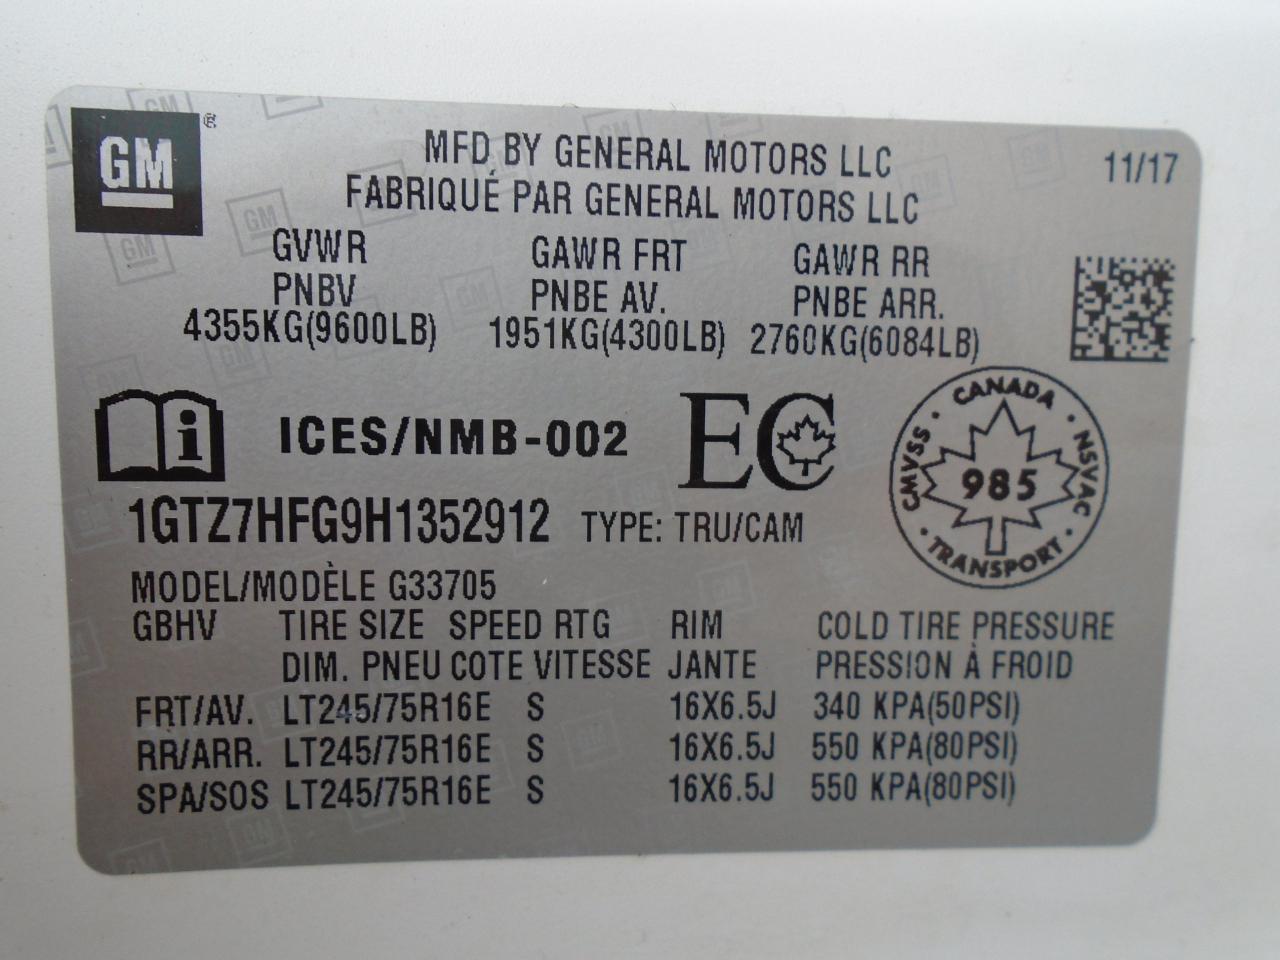 GM®
MFD BY GENERAL MOTORS LLC
11/17
FABRIQUÉ PAR GENERAL MOTORS LLC
GVWR GAWR FRT GAWR RR
PNBV PNBE AV. PNBE ARR.
4355KG(9600LB) 1951KG(4300LB) 2760KG(6084LB)
ICES/NMB-002 EC
CANADA
CMVSS 985 NSVAC
TRANSPORT
1GTZ7HFG9H1352912 TYPE: TRU/CAM
MODEL/MODÈLE G33705
GBHV TIRE SIZE SPEED RTG RIM COLD TIRE PRESSURE
DIM. PNEU COTE VITESSE JANTE PRESSION À FROID
FRT/AV. LT245/75R16E S 16X6.5J 340 KPA(50PSI)
RR/ARR. LT245/75R16E S 16X6.5J 550 KPA(80PSI)
SPA/SOS LT245/75R16E S 16X6.5J 550 KPA(80PSI)